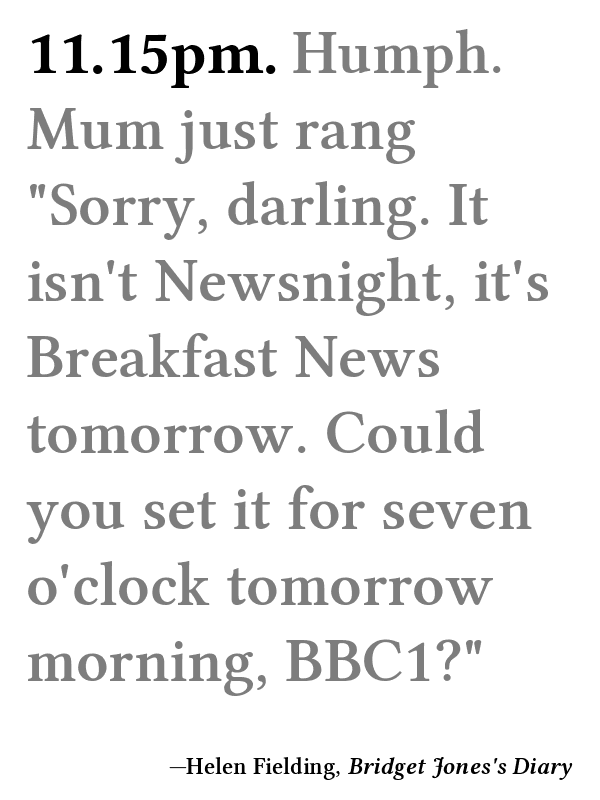 11.15pm. Humph.
Mum just rang
"Sorry, darling. It
isn't Newsnight, it's
Breakfast News
tomorrow. Could
you set it for seven
o'clock tomorrow
morning, BBC1?"
—Helen Fielding, Bridget Jones's Diary